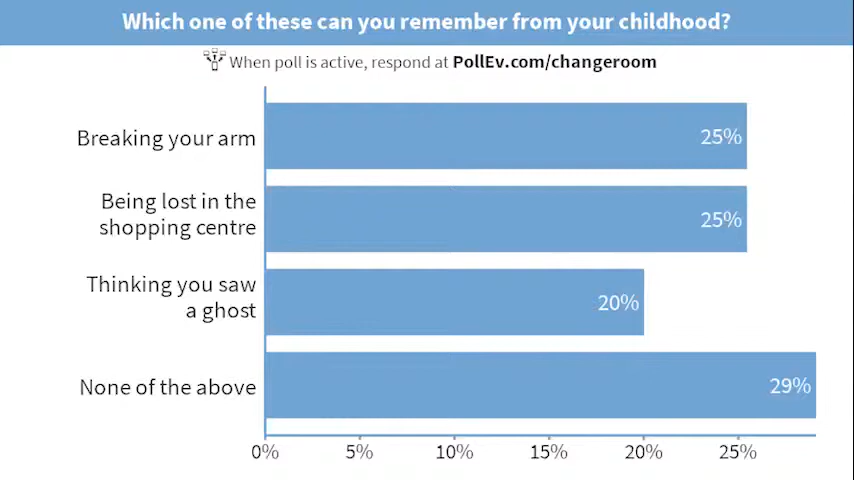 Which one of these can you remember from your childhood?
When poll is active, respond at PollEv.com/changeroom
Breaking your arm
25%
Being lost in the
shopping centre
25%
Thinking you saw
a ghost
20%
None of the above
29%
0% 5% 10% 15% 20% 25%